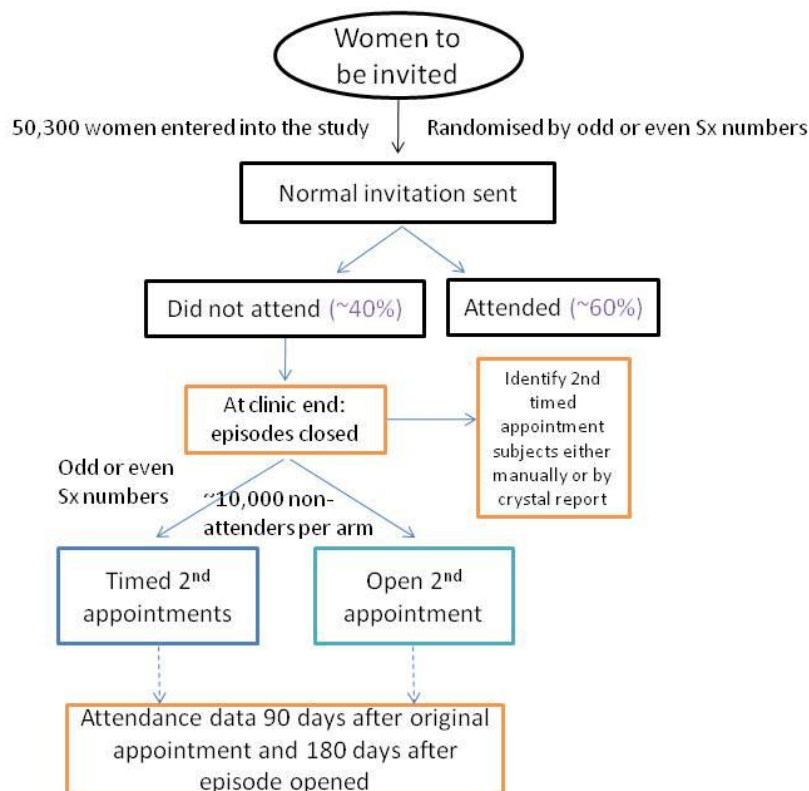 Women to
be invited
50,300 women entered into the study
Randomised by odd or even Sx numbers
Normal invitation sent
Did not attend (~40%)
Attended (~60%)
At clinic end:
episodes closed
Identify 2nd
timed
appointment
subjects either
manually or by
crystal report
Odd or even
Sx numbers
~10,000 non-
attenders per arm
Timed 2nd
appointments
Open 2nd
appointment
Attendance data 90 days after original
appointment and 180 days after
episode opened